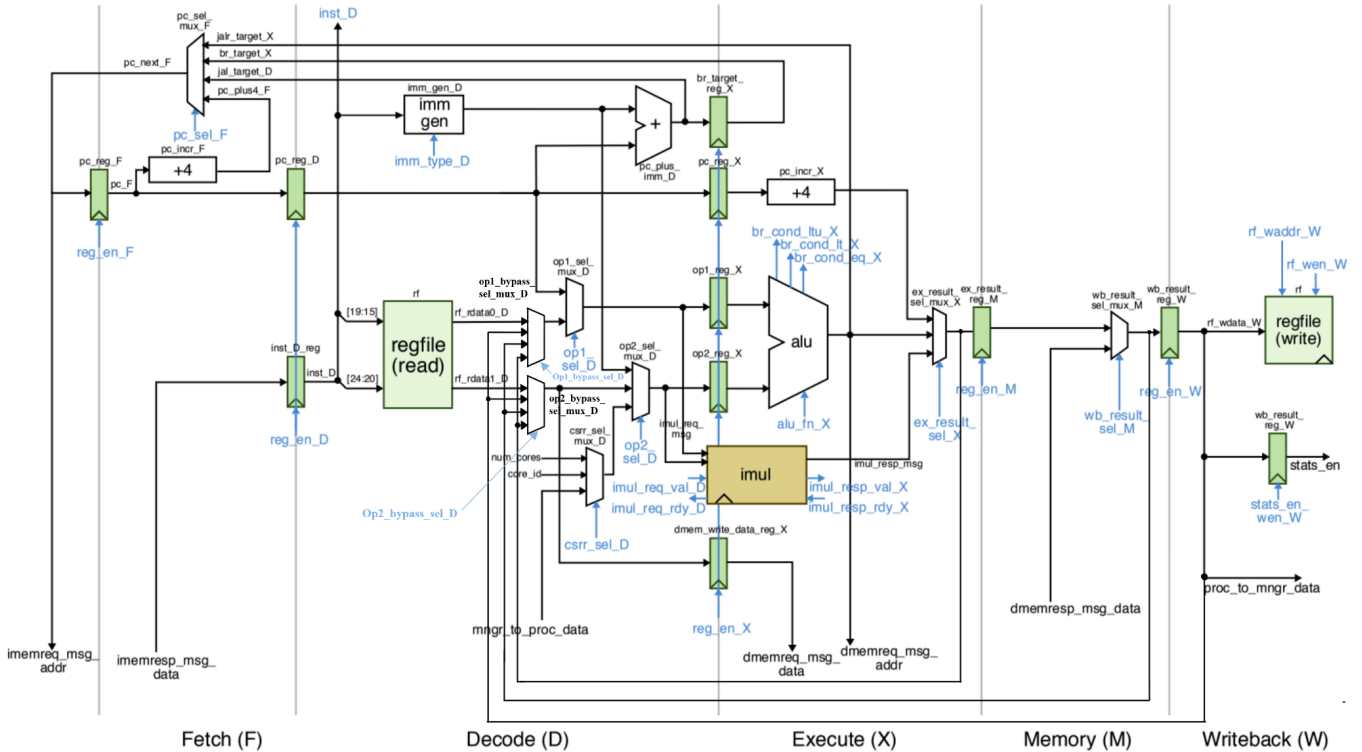 inst_D
pc_sel_
mux_F
jalr_target_X
br_target_X
pc_next_F
jal_target_D
pc_plus4_F
pc_sel_F
imm_gen_D
imm
gen
imm_type_D
+
pc_plus_
imm_D
br_target_
reg_X
pc_reg_F
pc_incr_F
+4
pc_F
reg_en_F
pc_reg_D
pc_reg_X
pc_incr_X
+4
br_cond_ltu_X
br_cond_lt_X
br_cond_eq_X
rf_waddr_W
rf_wen_W
op1_sel_
mux_D
op1_bypass_
sel_mux_D
op1_reg_X
ex_result_
sel_mux_X
ex_result_
reg_M
wb_result_
sel_mux_M
wb_result_
reg_W
rf
regfile
(write)
rf_wdata_W
rf
[19:15]
regfile
(read)
[24:20]
rf_rdata0_D
rf_rdata1_D
inst_D_reg
inst_D
reg_en_D
op1_
sel_D
Op1_bypass_sel_D
op2_sel_
mux_D
op2_reg_X
alu
alu_fn_X
op2_bypass_
sel_mux_D
op2_
sel_D
Op2_bypass_sel_D
csrr_sel_
mux_D
num_cores
core_id
csrr_sel_D
mngr_to_proc_data
imul_req_
msg
imul
imul_resp_msg
imul_req_val_D
imul_req_rdy_D
imul_resp_val_X
imul_resp_rdy_X
ex_result_
sel_X
reg_en_M
wb_result_
sel_M
reg_en_W
wb_result_
reg_W
stats_en
stats_en_
wen_W
dmem_write_data_reg_X
reg_en_X
dmemreq_msg_
data
dmemreq_msg_
addr
dmemresp_msg_data
proc_to_mngr_data
imemreq_msg_
addr
imemresp_msg_
data
Fetch (F)
Decode (D)
Execute (X)
Memory (M)
Writeback (W)